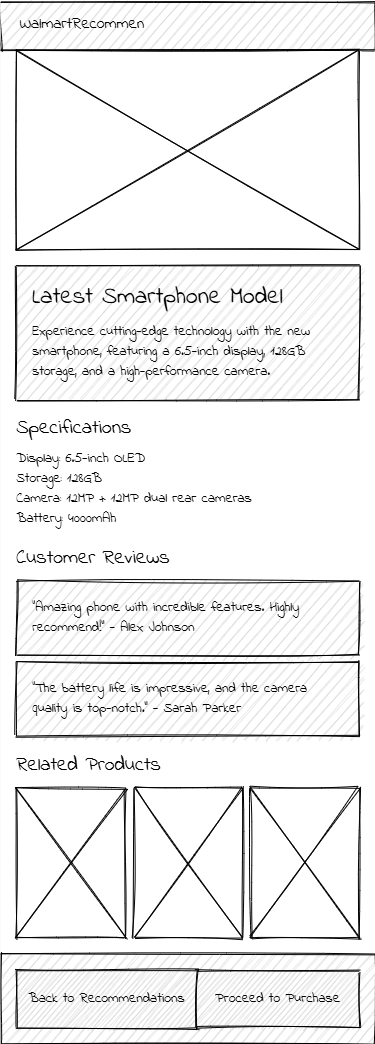 WalmartRecommen
Latest Smartphone Model
Experience cutting-edge technology with the new
smartphone, featuring a 6.5-inch display, 128GB
storage, and a high-performance camera.
Specifications
Display: 6.5-inch OLED
Storage: 128GB
Camera: 12MP + 12MP dual rear cameras
Battery: 4000mAh
Customer Reviews
"Amazing phone with incredible features. Highly
recommend!" - Alex Johnson
"The battery life is impressive, and the camera
quality is top-notch." - Sarah Parker
Related Products
Back to Recommendations
Proceed to Purchase